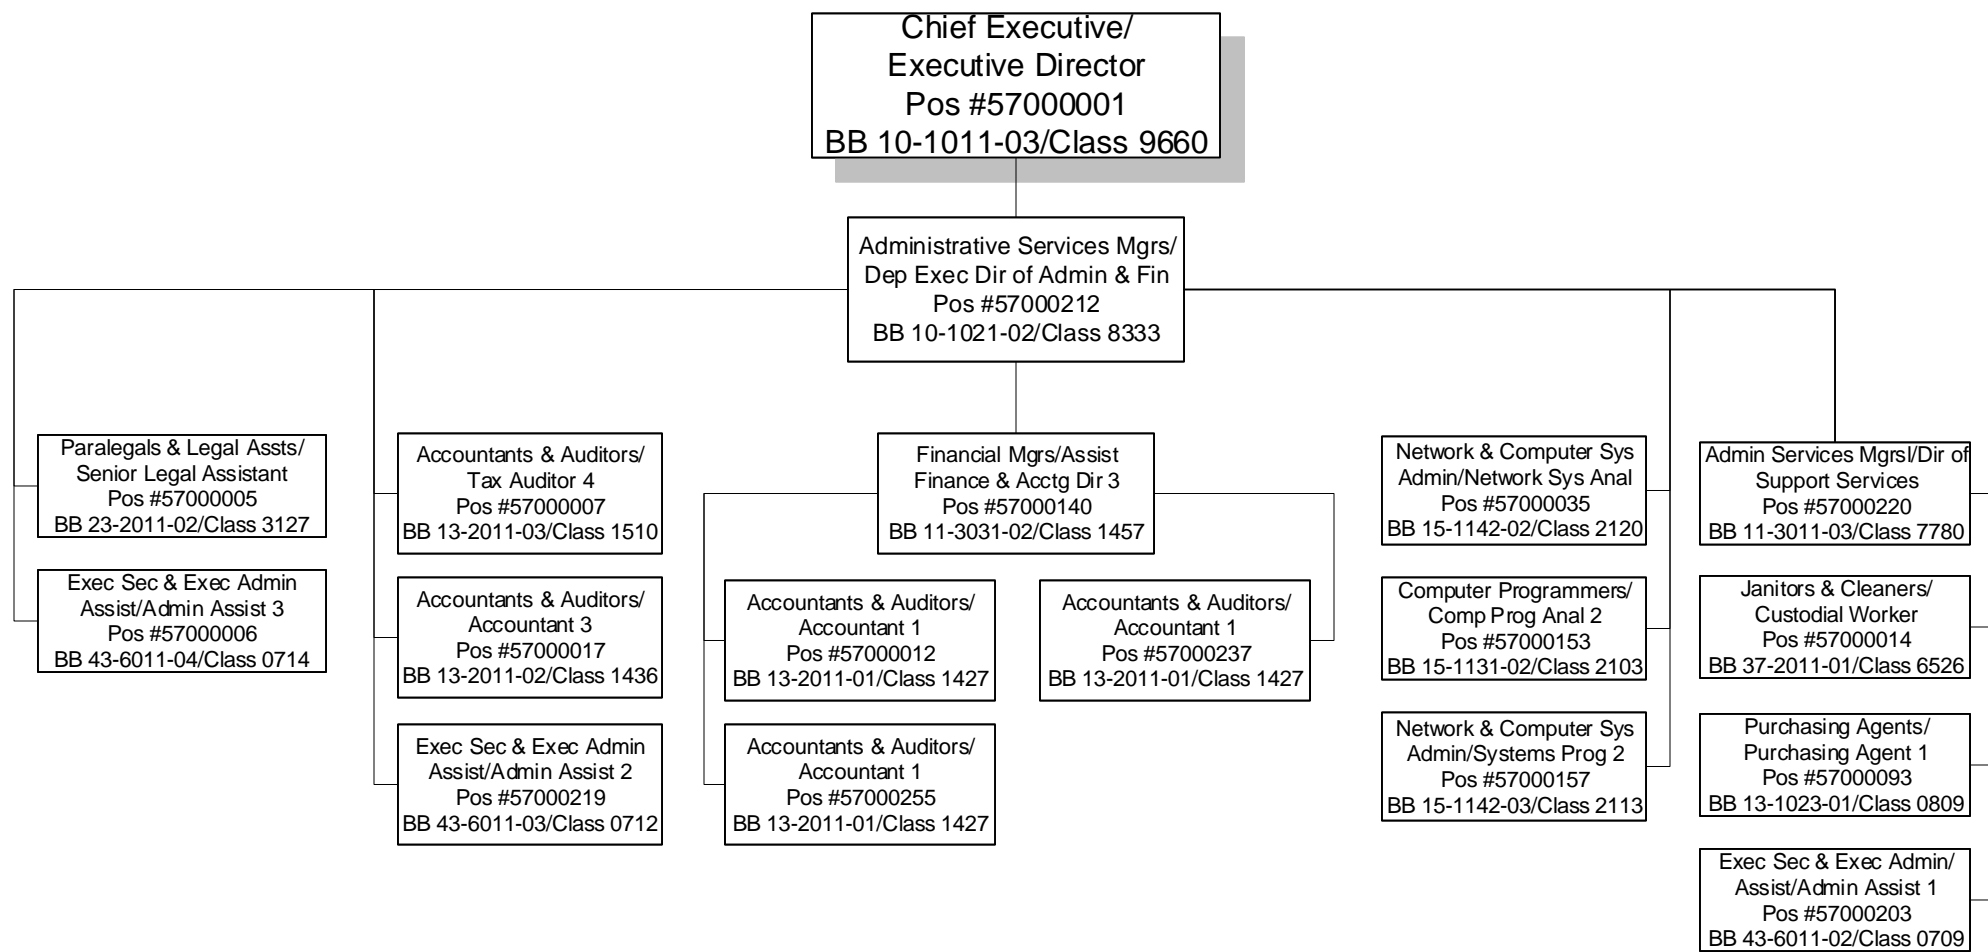 Chief Executive/
Executive Director
Pos #57000001
BB 10-1011-03/Class 9660
Administrative Services Mgrs/
Dep Exec Dir of Admin & Fin
Pos #57000212
BB 10-1021-02/Class 8333
Paralegals & Legal Assts/
Senior Legal Assistant
Pos #57000005
BB 23-2011-02/Class 3127
Exec Sec & Exec Admin
Assist/Admin Assist 3
Pos #57000006
BB 43-6011-04/Class 0714
Accountants & Auditors/
Tax Auditor 4
Pos #57000007
BB 13-2011-03/Class 1510
Accountants & Auditors/
Accountant 3
Pos #57000017
BB 13-2011-02/Class 1436
Exec Sec & Exec Admin
Assist/Admin Assist 2
Pos #57000219
BB 43-6011-03/Class 0712
Financial Mgrs/Assist
Finance & Acctg Dir 3
Pos #57000140
BB 11-3031-02/Class 1457
Accountants & Auditors/
Accountant 1
Pos #57000012
BB 13-2011-01/Class 1427
Accountants & Auditors/
Accountant 1
Pos #57000255
BB 13-2011-01/Class 1427
Accountants & Auditors/
Accountant 1
Pos #57000237
BB 13-2011-01/Class 1427
Network & Computer Sys
Admin/Network Sys Anal
Pos #57000035
BB 15-1142-02/Class 2120
Computer Programmers/
Comp Prog Anal 2
Pos #57000153
BB 15-1131-02/Class 2103
Network & Computer Sys
Admin/Systems Prog 2
Pos #57000157
BB 15-1142-03/Class 2113
Admin Services Mgrsl/Dir of
Support Services
Pos #57000220
BB 11-3011-03/Class 7780
Janitors & Cleaners/
Custodial Worker
Pos #57000014
BB 37-2011-01/Class 6526
Purchasing Agents/
Purchasing Agent 1
Pos #57000093
BB 13-1023-01/Class 0809
Exec Sec & Exec Admin/
Assist/Admin Assist 1
Pos #57000203
BB 43-6011-02/Class 0709